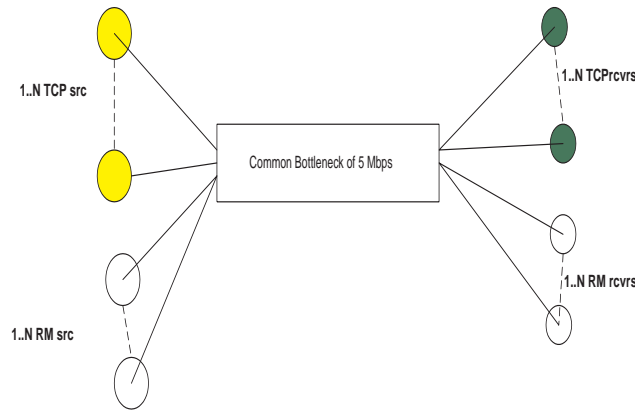 1..N TCP src
1..N TCPrcvrs
Common Bottleneck of 5 Mbps
1..N RM src
1..N RM rcvrs